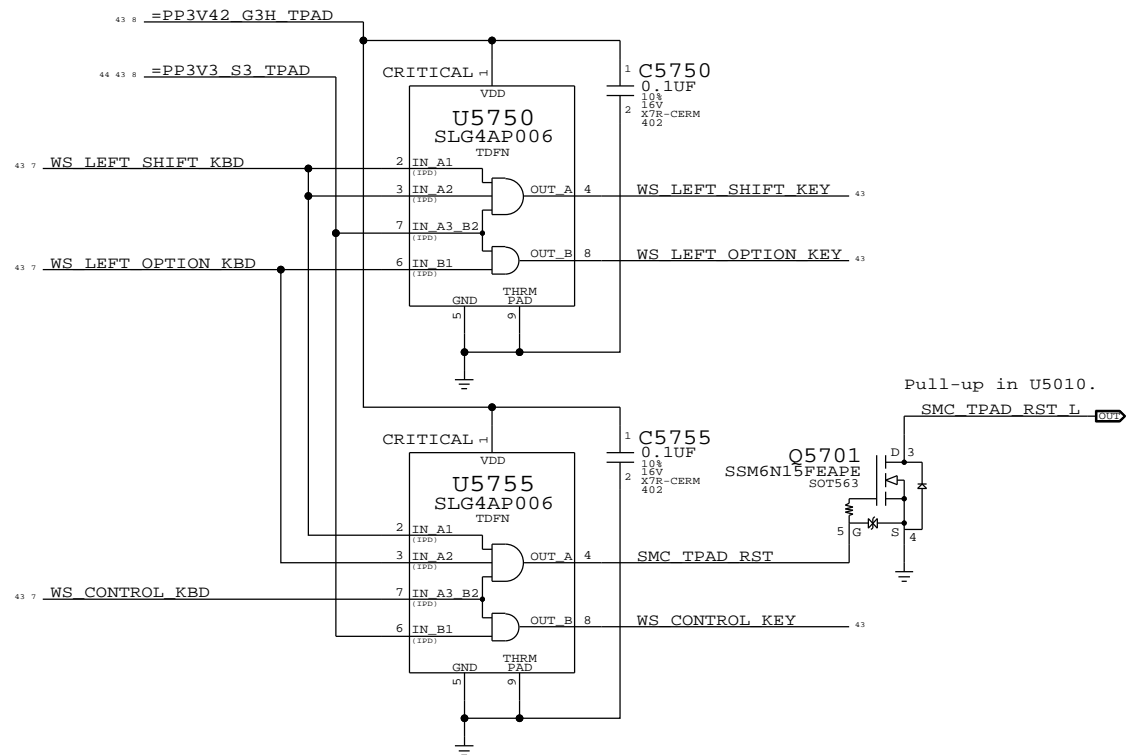 43 8 =PP3V42_G3H_TPAD
44 43 8 =PP3V3_S3_TPAD
CRITICAL 1
VDD
U5750
SLG4AP006
TDFN
1 C5750
0.1UF
10%
16V
2 X7R-CERM
402
43 7 WS_LEFT_SHIFT_KBD
2 IN_A1
(IPD)
3 IN_A2
(IPD)
OUT_A 4 WS_LEFT_SHIFT_KEY 43
7 IN_A3_B2
(IPD)
43 7 WS_LEFT_OPTION_KBD
6 IN_B1
(IPD)
OUT_B 8 WS_LEFT_OPTION_KEY 43
GND
THRM
PAD
5
9
CRITICAL 1
VDD
U5755
SLG4AP006
TDFN
1 C5755
0.1UF
10%
16V
2 X7R-CERM
402
Pull-up in U5010.
SMC_TPAD_RST_L OUT
Q5701
SSM6N15FEAPE
SOT563
D 3
5 G S 4
2 IN_A1
(IPD)
3 IN_A2
(IPD)
OUT_A 4 SMC_TPAD_RST
43 7 WS_CONTROL_KBD
7 IN_A3_B2
(IPD)
6 IN_B1
(IPD)
OUT_B 8 WS_CONTROL_KEY 43
GND
THRM
PAD
5
9